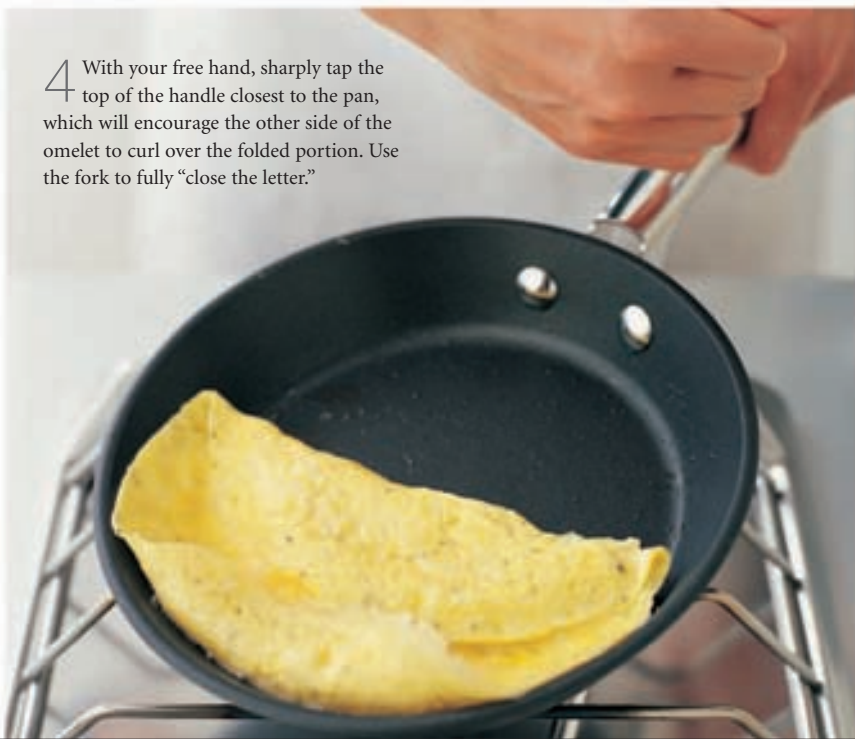 4 With your free hand, sharply tap the
top of the handle closest to the pan,
which will encourage the other side of the
omelet to curl over the folded portion. Use
the fork to fully “close the letter.”